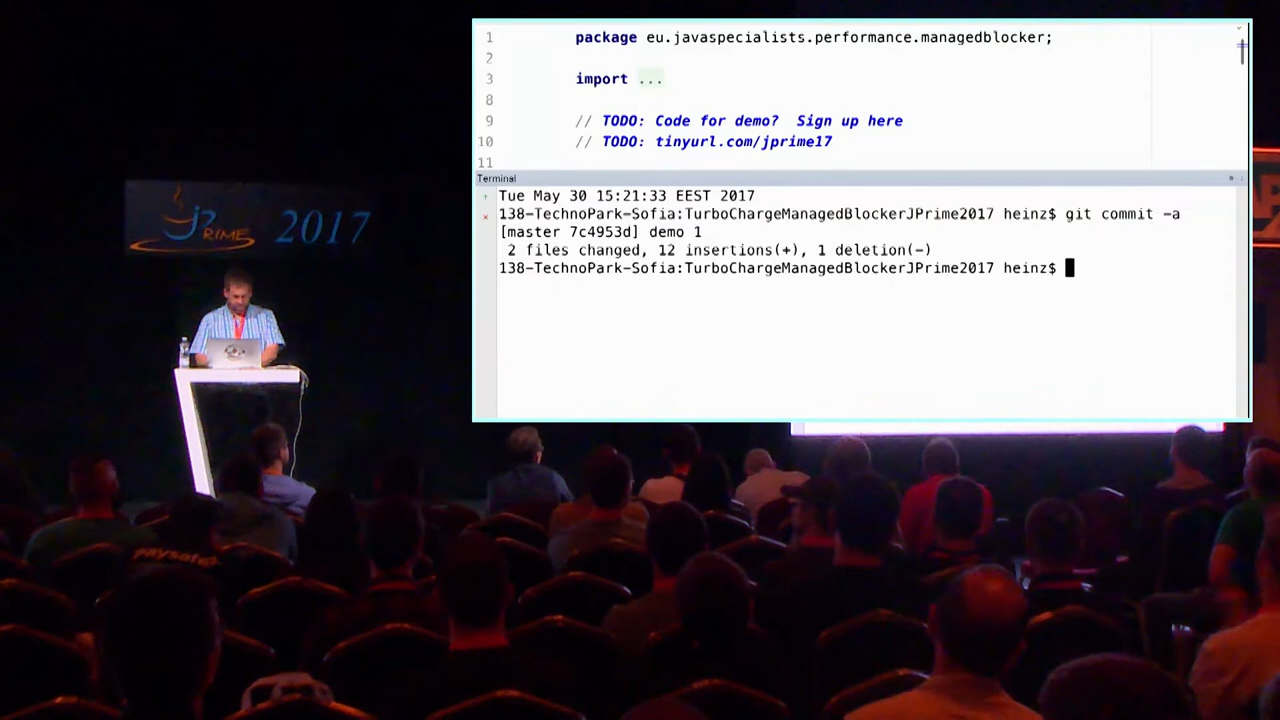 1 package eu.javaspecialists.performance.managedblocker;
2
3 import ...
8
9 // TODO: Code for demo? Sign up here
10 // TODO: tinyurl.com/jprime17
11
Terminal
Tue May 30 15:21:33 EEST 2017
138-TechnoPark-Sofia:TurboChargeManagedBlockerJPrime2017 heinz$ git commit -a
[master 7c4953d] demo 1
2 files changed, 12 insertions(+), 1 deletion(-)
138-TechnoPark-Sofia:TurboChargeManagedBlockerJPrime2017 heinz$
JPRIME 2017
paysafe